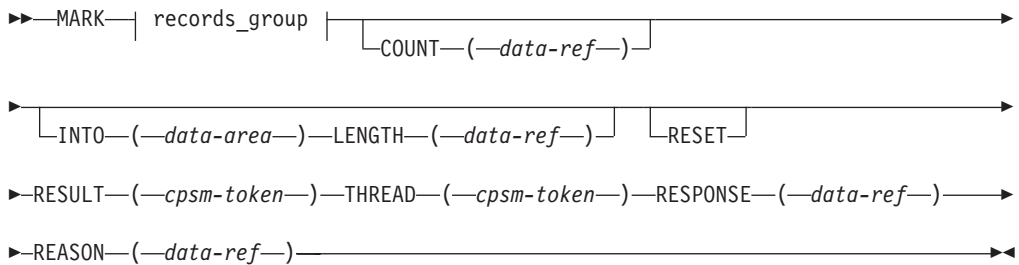 MARK records_group
COUNT ( data-ref )
INTO ( data-area ) LENGTH ( data-ref ) RESET
RESULT ( cpsm-token ) THREAD ( cpsm-token ) RESPONSE ( data-ref )
REASON ( data-ref )